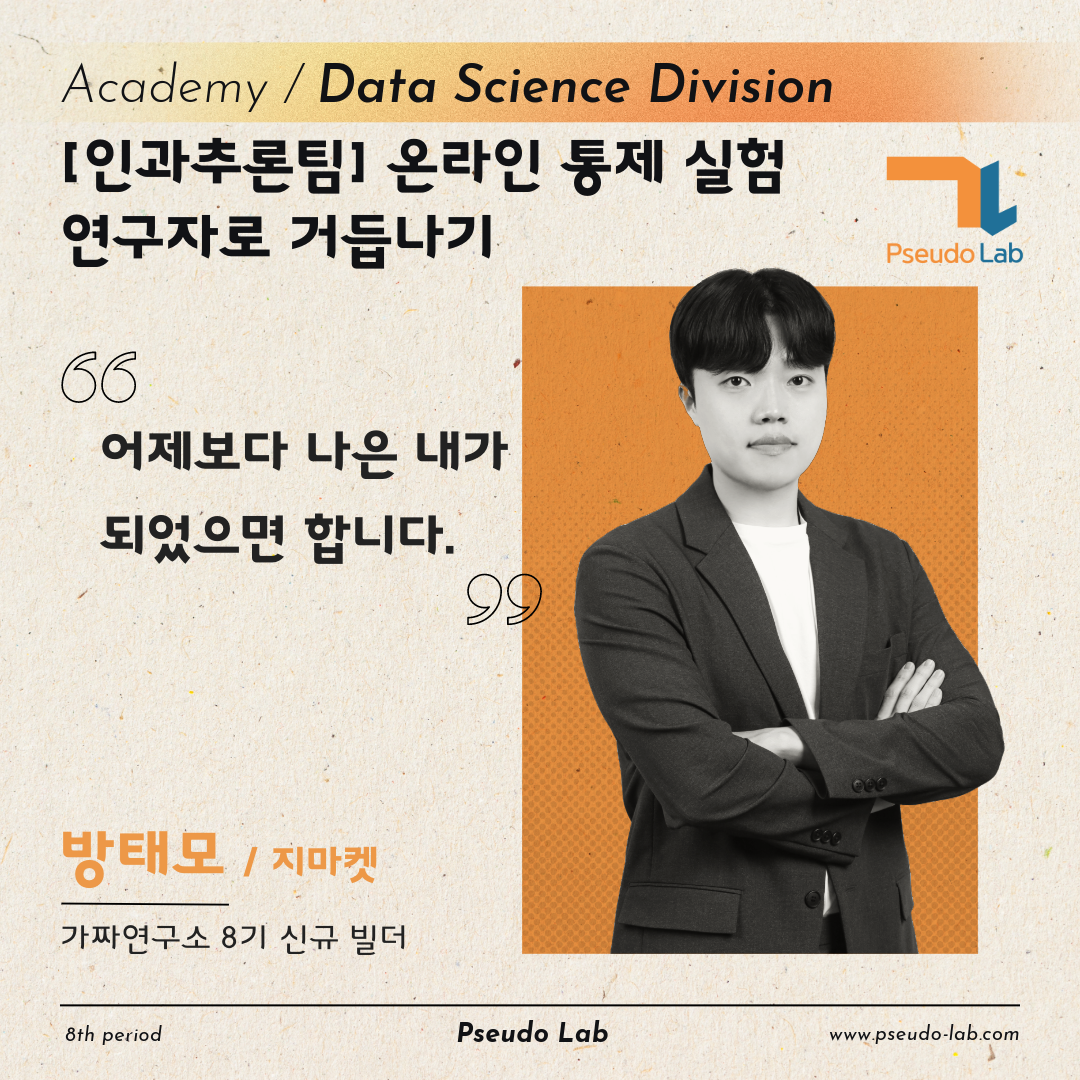 Academy / Data Science Division
[인과추론팀] 온라인 통제 실험
연구자로 거듭나기
Pseudo Lab
“
어제보다 나은 내가
되었으면 합니다.
”
방태모 / 지마켓
가짜연구소 8기 신규 빌더
8th period
Pseudo Lab
www.pseudo-lab.com